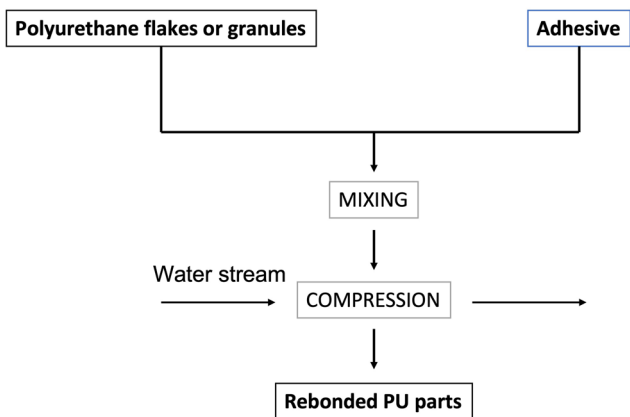 Polyurethane flakes or granules
Adhesive
MIXING
Water stream
COMPRESSION
Rebonded PU parts